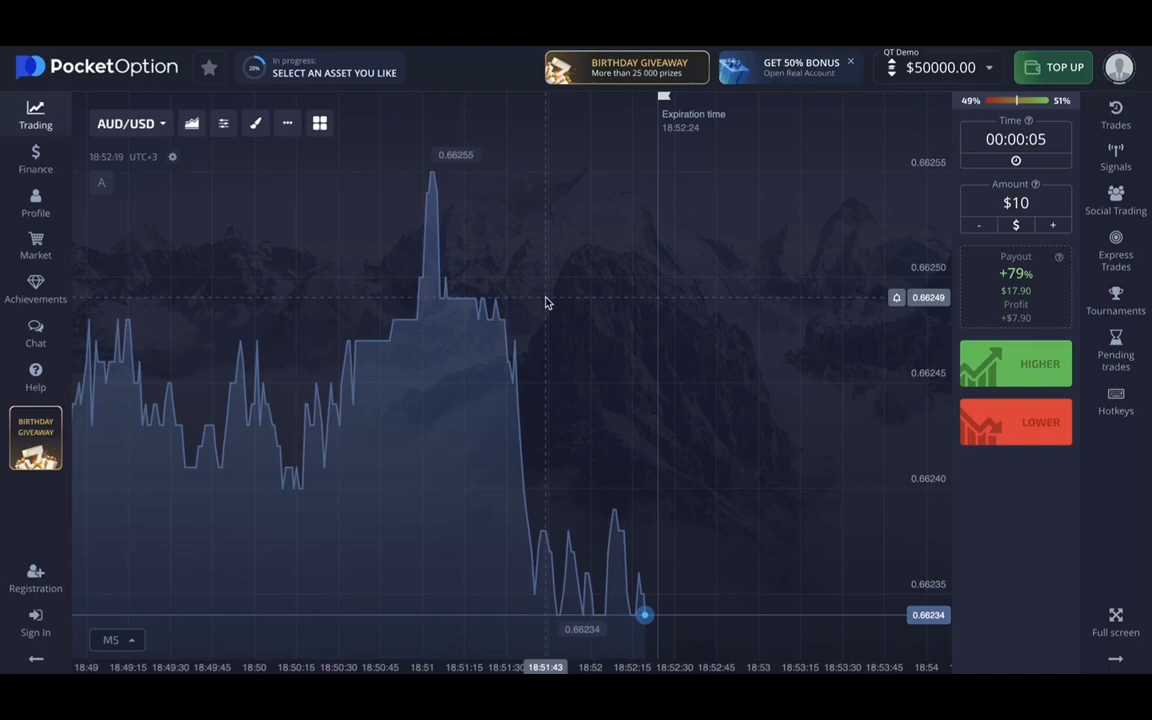 PocketOption
20%
In progress:
SELECT AN ASSET YOU LIKE
BIRTHDAY GIVEAWAY
More than 25 000 prizes
GET 50% BONUS
Open Real Account
QT Demo
$50000.00
TOP UP
Trading
Finance
Profile
Market
Achievements
Chat
Help
BIRTHDAY
GIVEAWAY
Registration
Sign In
AUD/USD
18:52:19 UTC+3
A
0.66255
Expiration time
18:52:24
0.66255
0.66250
0.66249
0.66245
0.66240
0.66235
0.66234
0.66234
M5
18:49 18:49:15 18:49:30 18:49:45 18:50 18:50:15 18:50:30 18:50:45 18:51 18:51:15 18:51:30 18:51:43 18:52 18:52:15 18:52:30 18:52:45 18:53 18:53:15 18:53:30 18:53:45 18:54
49% 51%
Time
00:00:05
Amount
$10
- $ +
Payout
+79%
$17.90
Profit
+$7.90
HIGHER
LOWER
Trades
Signals
Social Trading
Express
Trades
Tournaments
Pending
trades
Hotkeys
Full screen